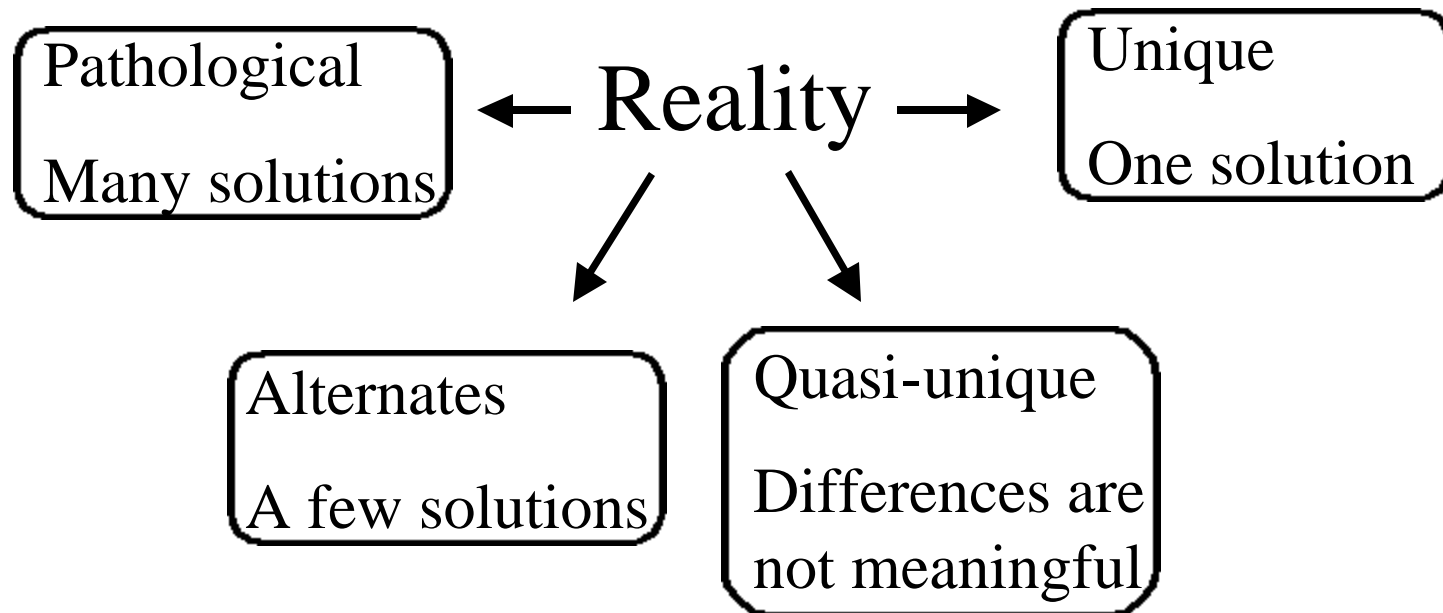 Pathological
Many solutions
Reality
Unique
One solution
Alternates
A few solutions
Quasi-unique
Differences are
not meaningful